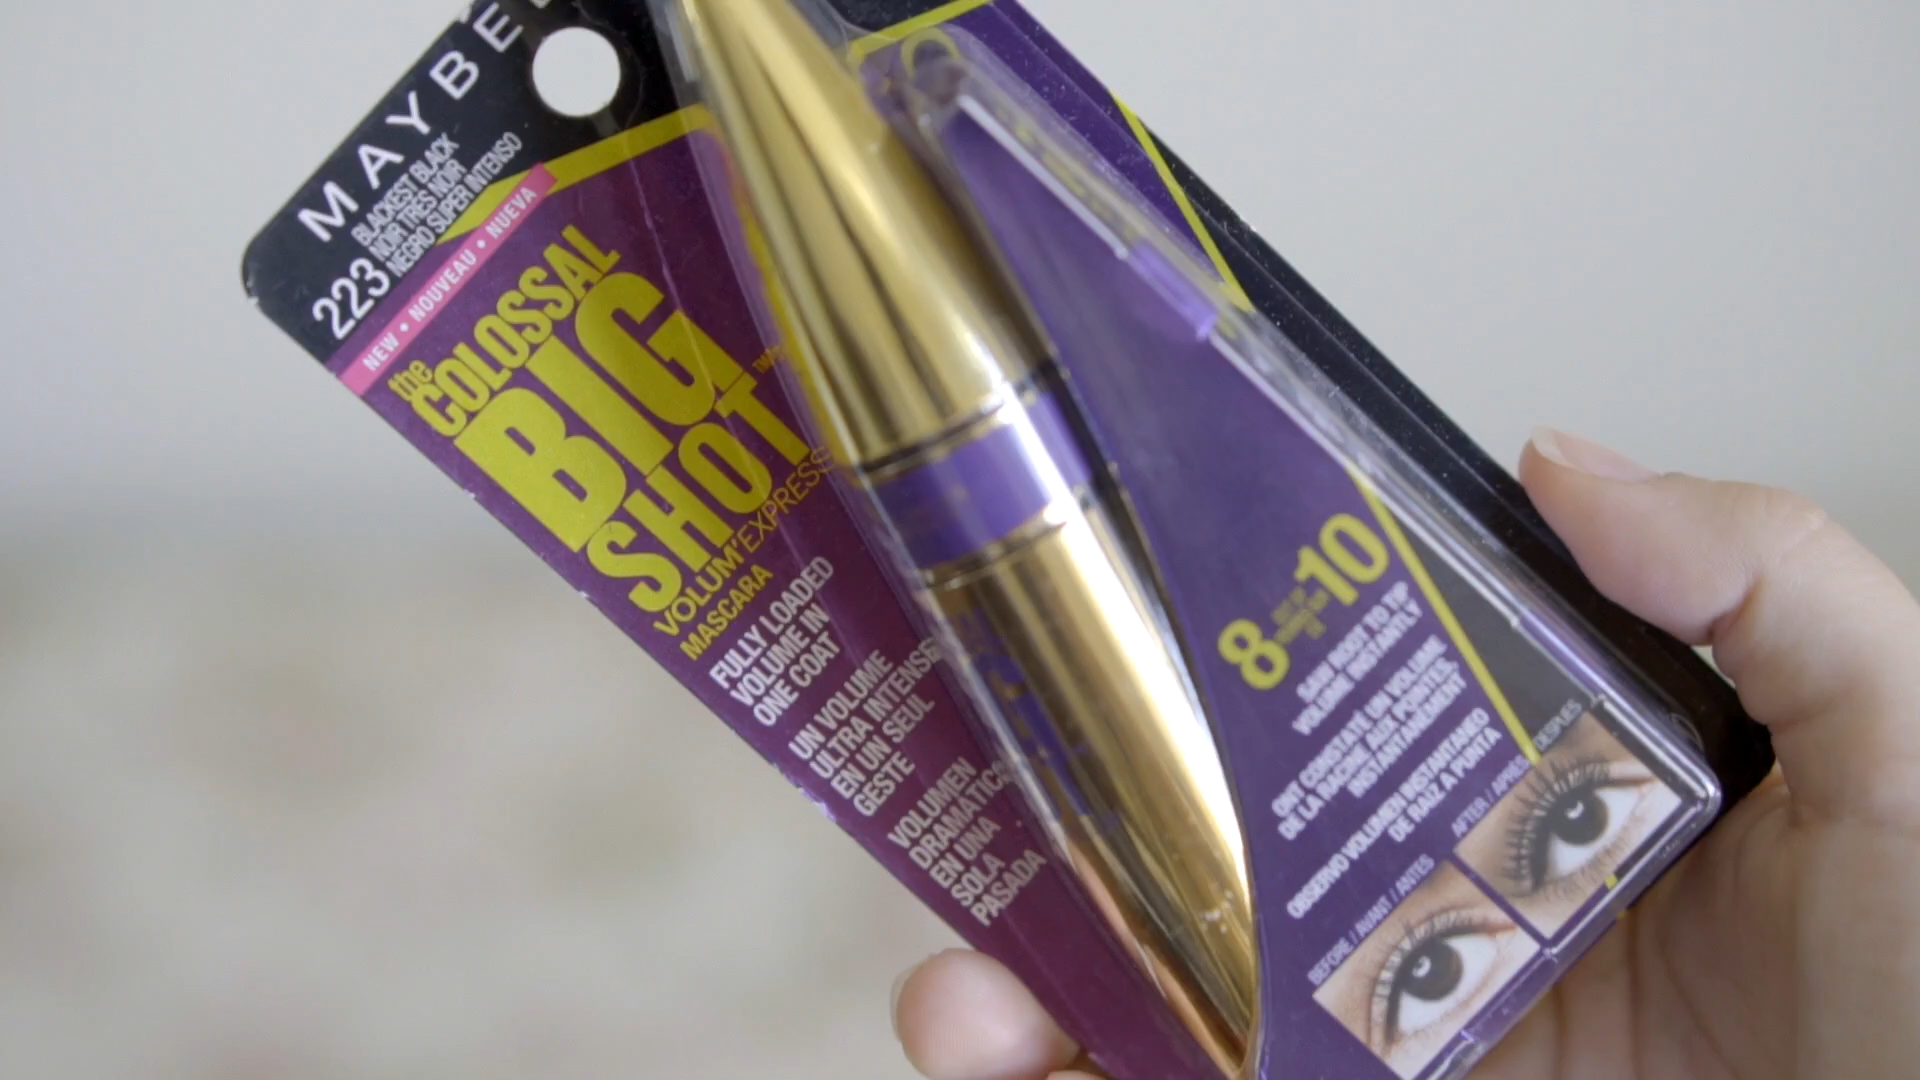 MAYBE
223
BLACKEST BLACK
NOIR TRES NOIR
NEGRO SUPER INTENSO
NEW • NOUVEAU • NUEVA
the
COLOSSAL
BIG
SHOT
VOLUM'EXPRESS
MASCARA
FULLY LOADED
VOLUME IN
ONE COAT
UN VOLUME
ULTRA INTENSE
EN UN SEUL
GESTE
VOLUMEN
DRAMATICO
EN UNA
SOLA
PASADA
8 10
SAW ROOT TO TIP
VOLUME INSTANTLY
ONT CONSTATÉ UN VOLUME
DE LA RACINE AUX POINTES,
INSTANTANÉMENT
OBSERVÓ VOLUMEN INSTANTÁNEO
DE RAÍZ A PUNTA
BEFORE / AVANT / ANTES
AFTER / APRÈS
DESPUÉS